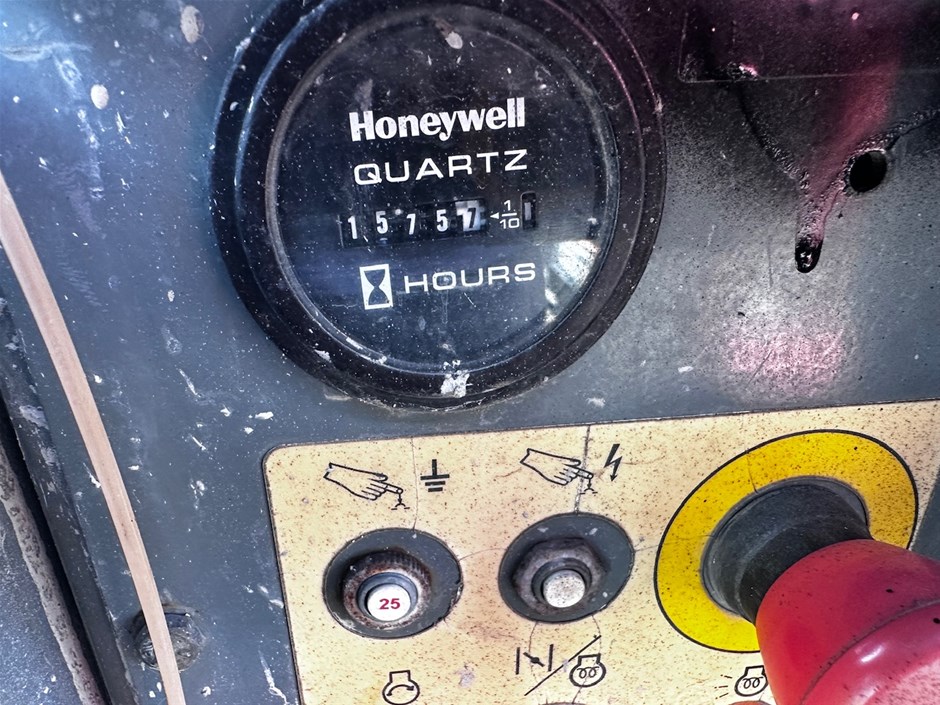 Honeywell
QUARTZ
15757 1/10
HOURS
25